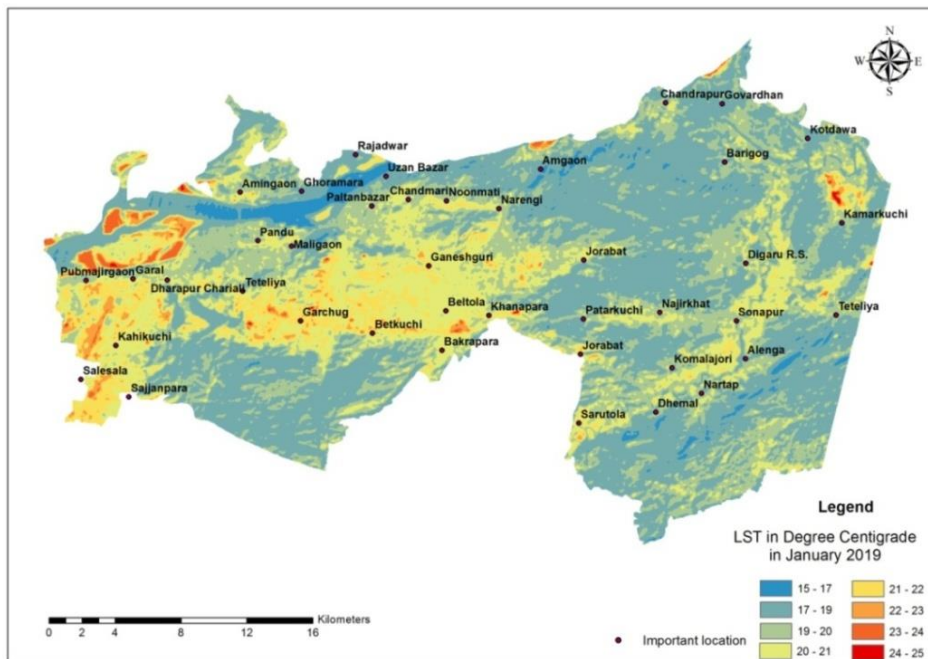 N
W E
S
Chandrapur Govardhan
Kotdawa
Rajadwar
Uzan Bazar
Amgaon
Barigog
Amingaon
Ghoramara
Chandmari
Noonmati
Paltanbazar
Narengi
Kamarkuchi
Pandu
Maligaon
Ganeshguri
Jorabat
Digaru R.S.
Pubmajirgaon
Garal
Dharapur Chariali
Teteliya
Beltola
Khanapara
Patarkuchi
Najirkhat
Sonapur
Teteliya
Garchug
Betkuchi
Bakrapara
Kahikuchi
Jorabat
Komalajori
Alenga
Salesala
Sajjanpara
Nartap
Dhemal
Sarutola
Legend
LST in Degree Centigrade
in January 2019
15 - 17 21 - 22
17 - 19 22 - 23
19 - 20 23 - 24
20 - 21 24 - 25
Kilometers
0 2 4 8 12 16
Important location